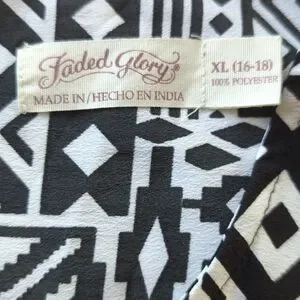 Faded Glory®
MADE IN/HECHO EN INDIA
XL (16-18)
100% POLYESTER